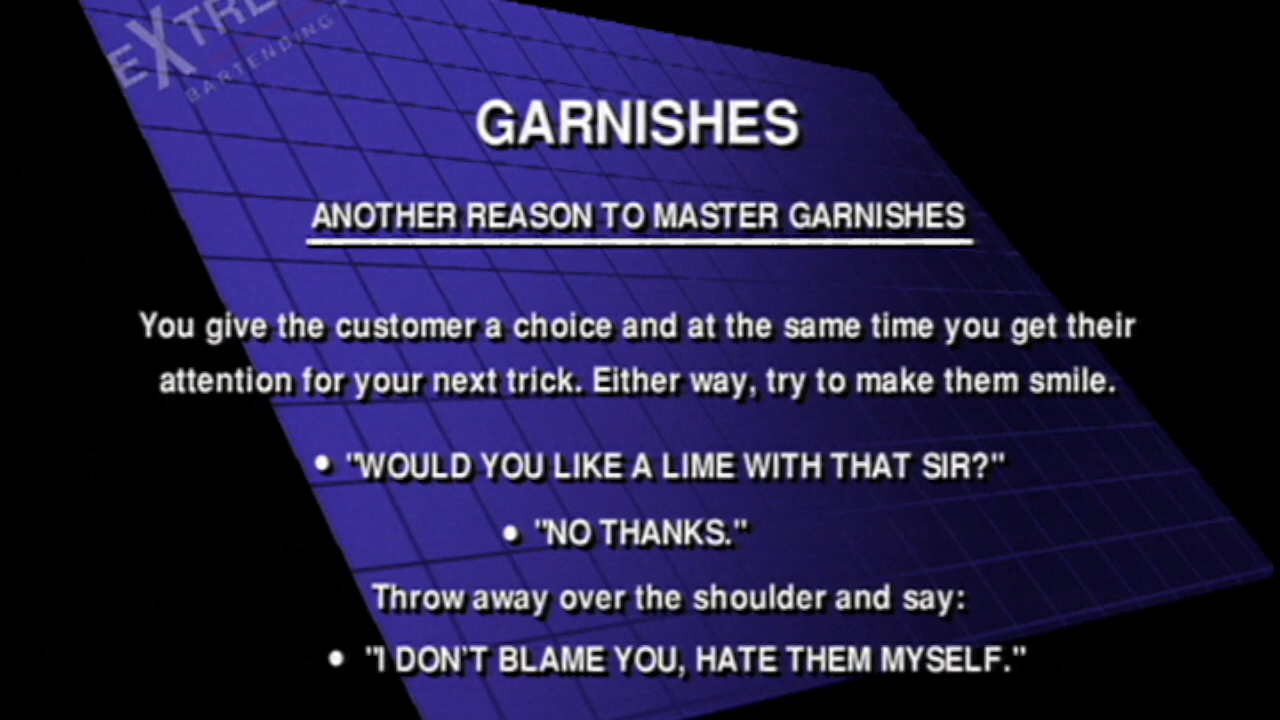 EXTRE
BARTENDING
GARNISHES
ANOTHER REASON TO MASTER GARNISHES
You give the customer a choice and at the same time you get their
attention for your next trick. Either way, try to make them smile.
• "WOULD YOU LIKE A LIME WITH THAT SIR?"
• "NO THANKS."
Throw away over the shoulder and say:
• "I DON'T BLAME YOU, HATE THEM MYSELF."